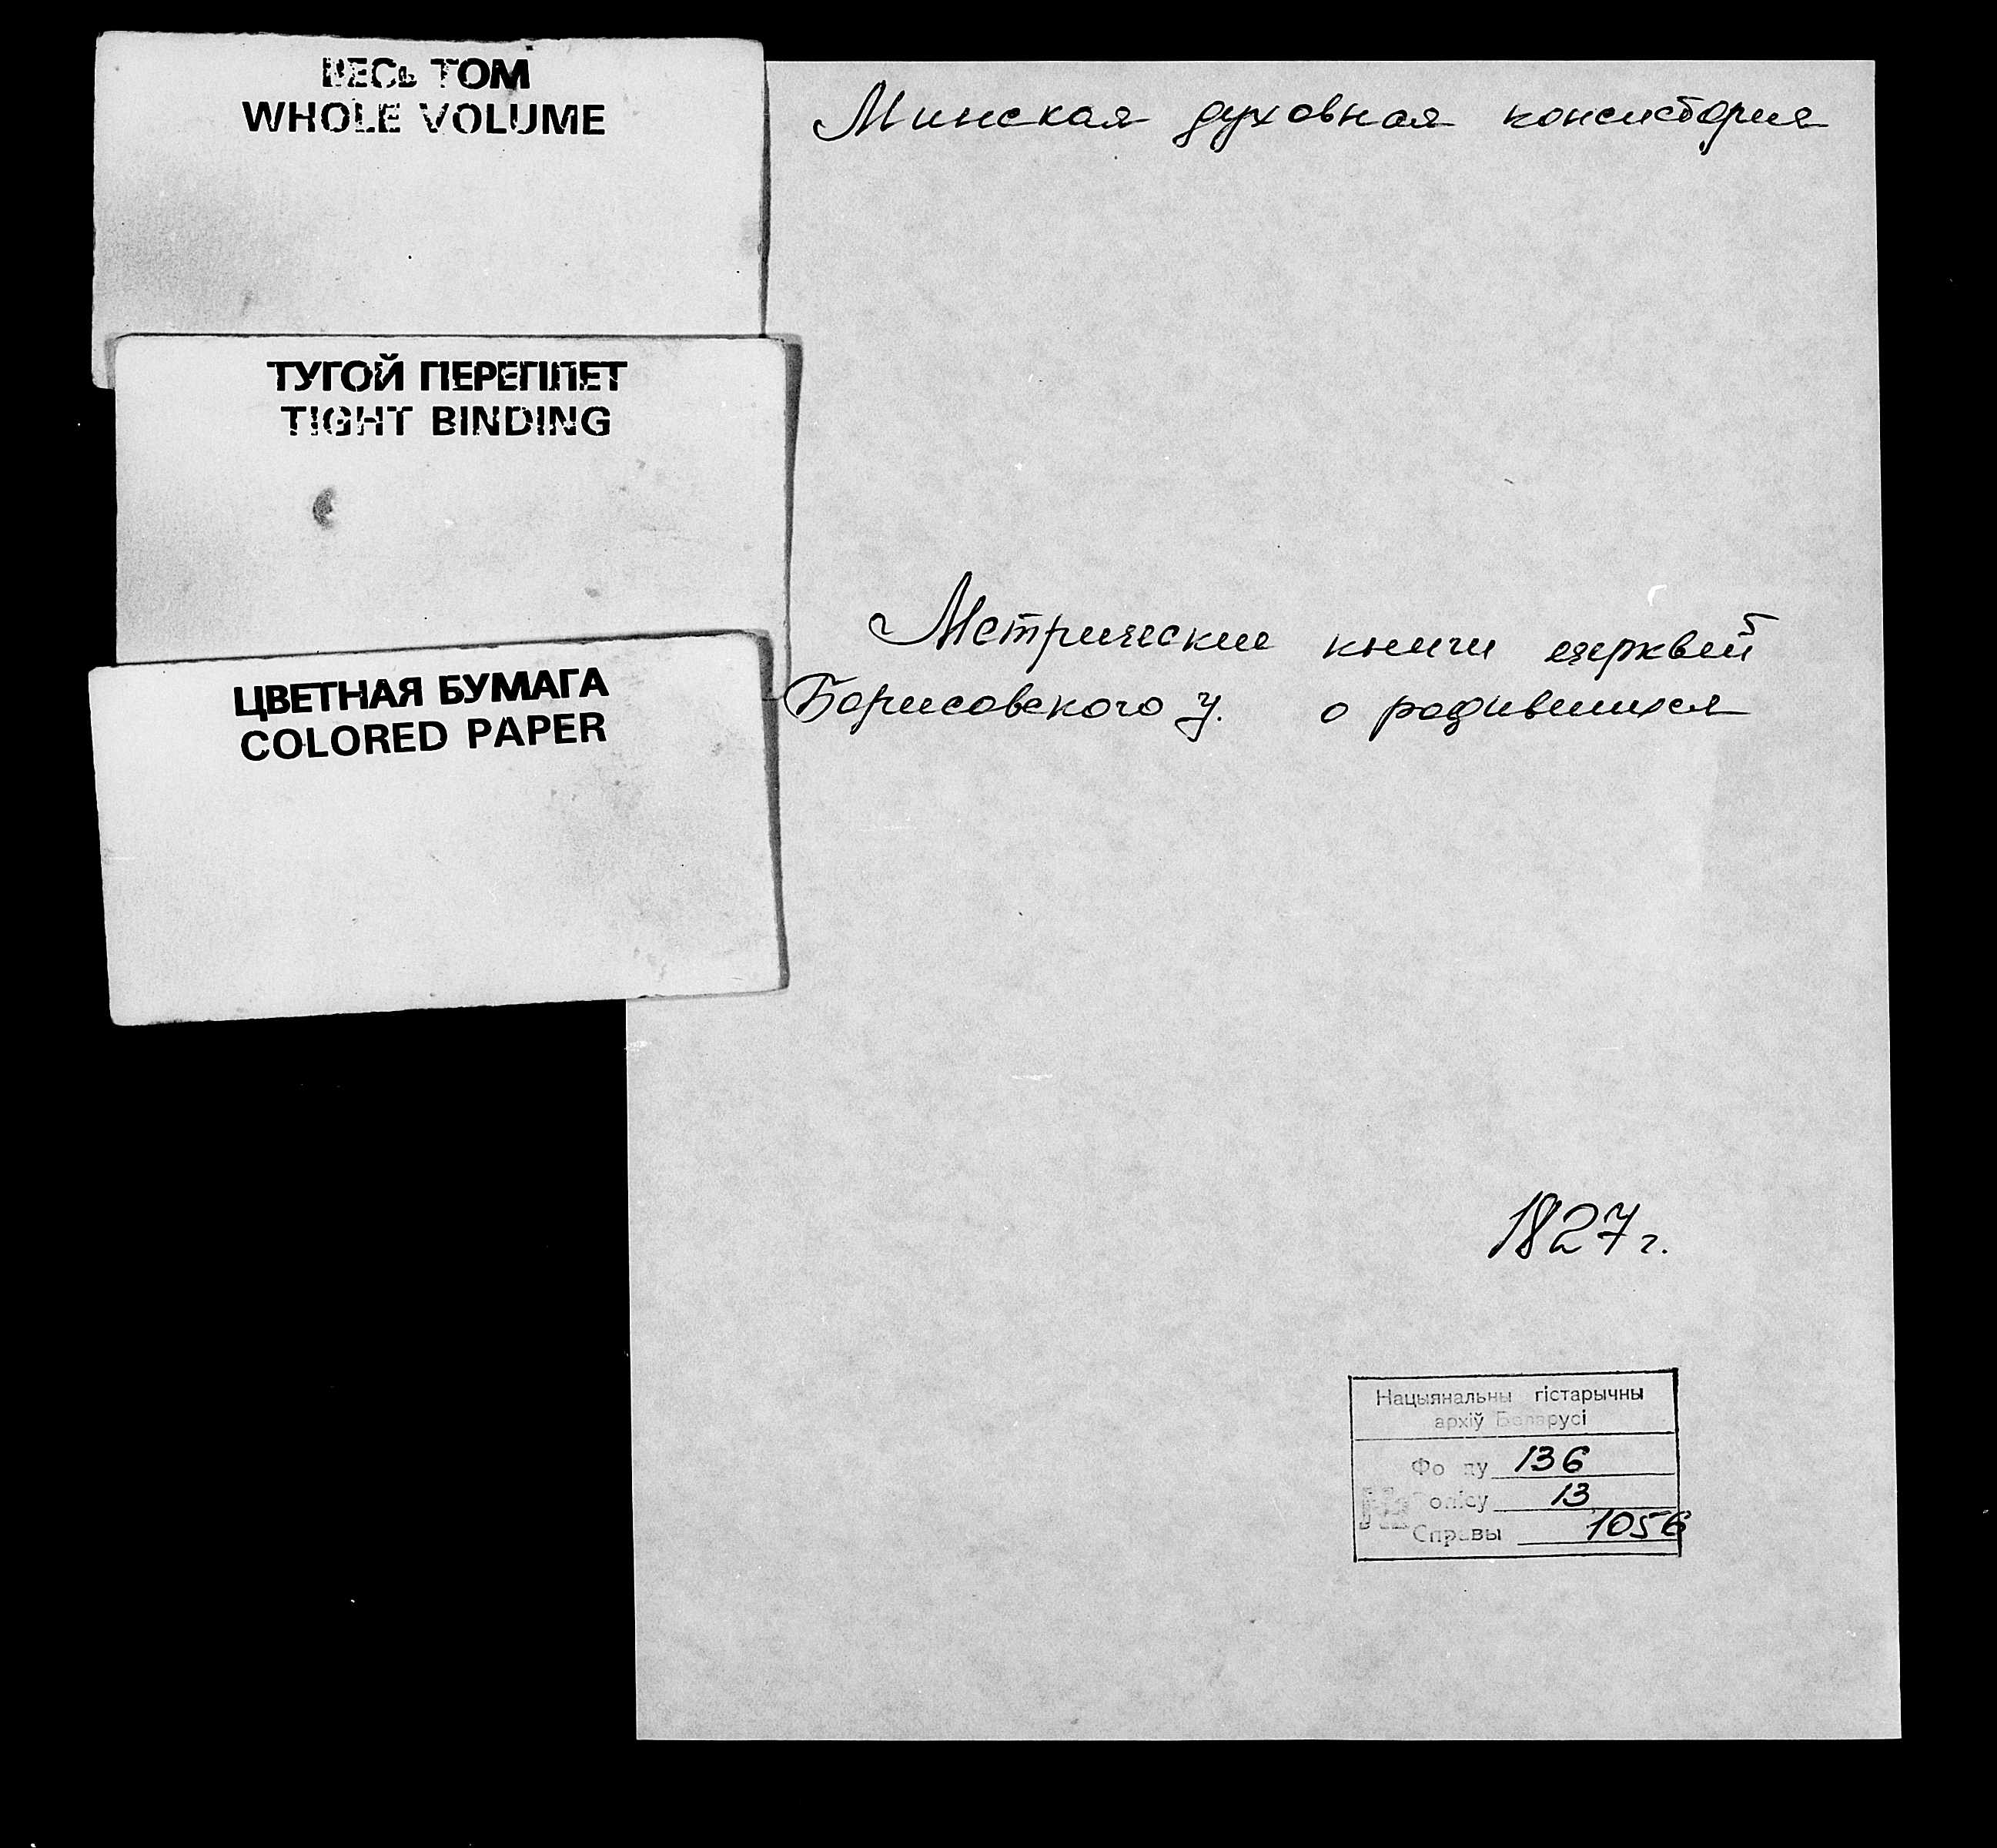 ВЕСЬ ТОМ
WHOLE VOLUME
ТУГОЙ ПЕРЕПЛЕТ
TIGHT BINDING
ЦВЕТНАЯ БУМАГА
COLORED PAPER
Минская духовная консистория
Метрические книги церквей
Борисовского у. о родившихся
1827 г.
Нацыянальны гістарычны
архіў Беларусі
Фонду 136
№ Вопісу 13
Справы 1056